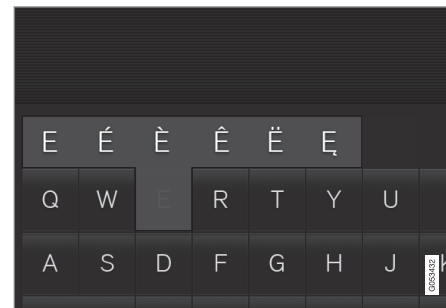 E É È Ê Ë Ę
Q W E R T Y U
A S D F G H J K
G053432